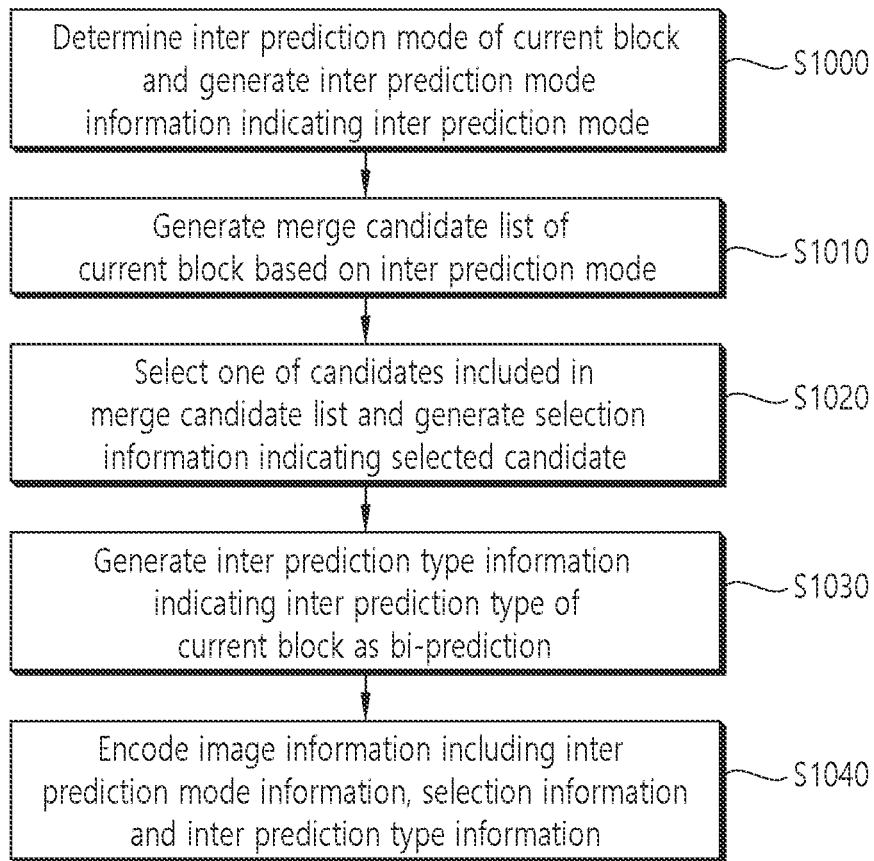 Determine inter prediction mode of current block
and generate inter prediction mode
information indicating inter prediction mode
S1000
Generate merge candidate list of
current block based on inter prediction mode
S1010
Select one of candidates included in
merge candidate list and generate selection
information indicating selected candidate
S1020
Generate inter prediction type information
indicating inter prediction type of
current block as bi-prediction
S1030
Encode image information including inter
prediction mode information, selection information
and inter prediction type information
S1040